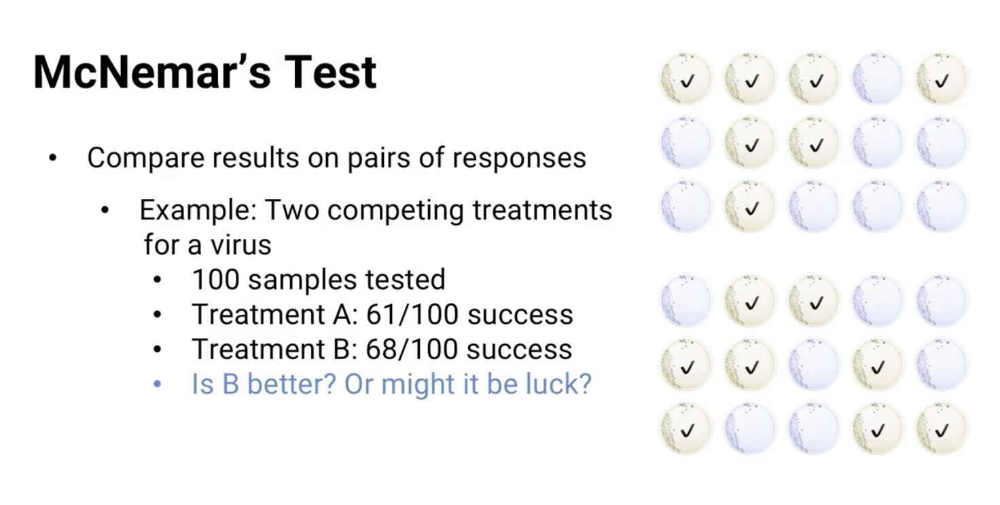 McNemar’s Test
• Compare results on pairs of responses
• Example: Two competing treatments
for a virus
• 100 samples tested
• Treatment A: 61/100 success
• Treatment B: 68/100 success
• Is B better? Or might it be luck?